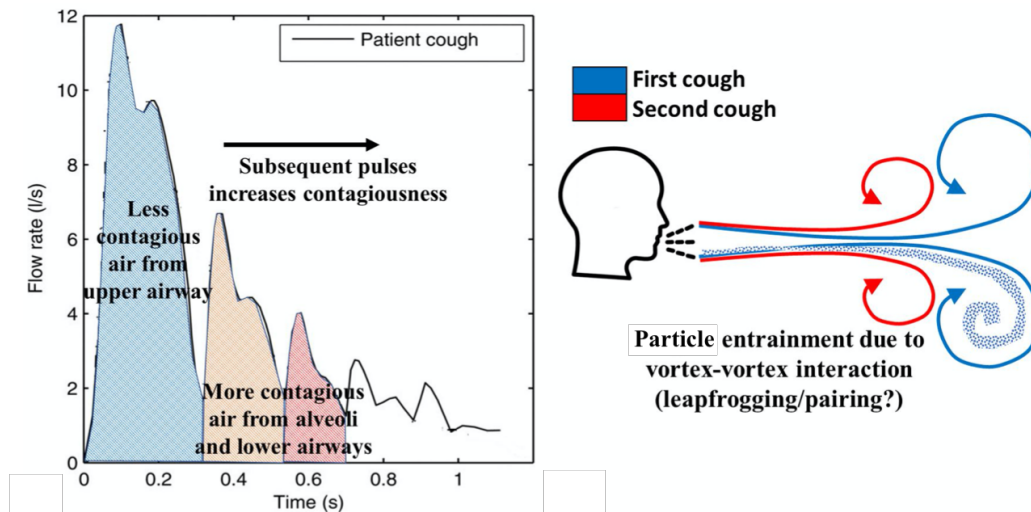 12
10
8
6
4
2
0
Flow rate (l/s)
Patient cough
Subsequent pulses
increases contagiousness
Less
contagious
air from
upper airway
More contagious
air from alveoli
and lower airways
0
0.2
0.4
0.6
0.8
1
Time (s)
First cough
Second cough
Particle entrainment due to
vortex-vortex interaction
(leapfrogging/pairing?)